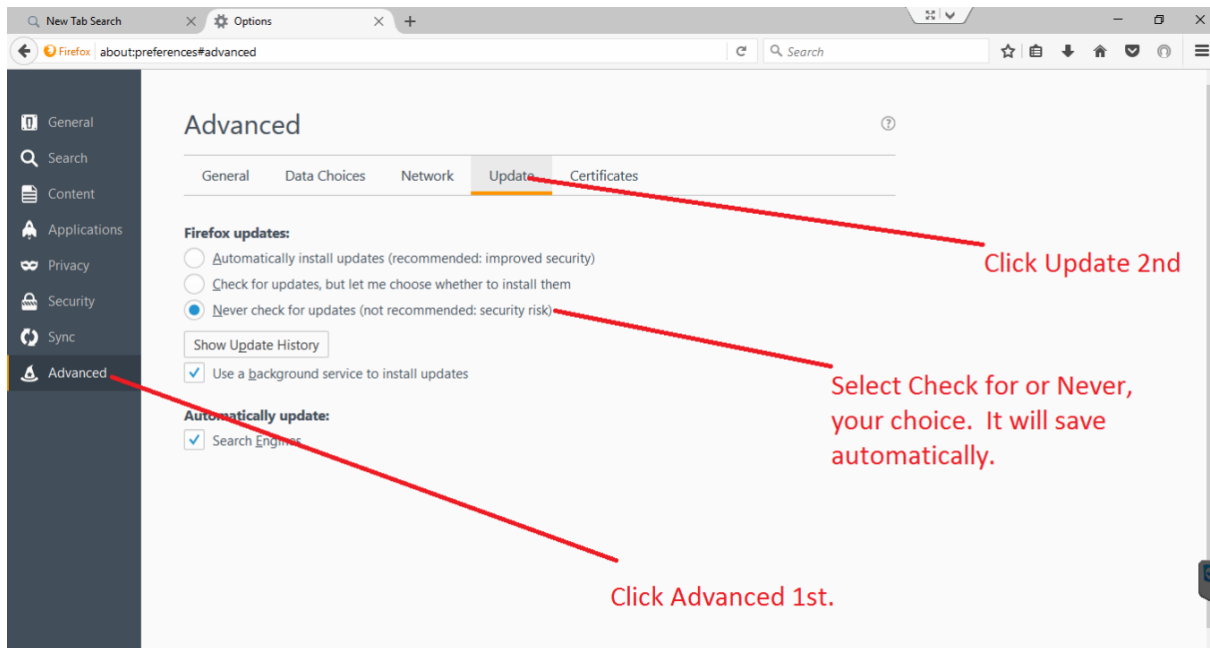 New Tab Search
Options
Firefox about:preferences#advanced
Search
General
Search
Content
Applications
Privacy
Security
Sync
Advanced
Advanced
General Data Choices Network Update Certificates
Firefox updates:
Automatically install updates (recommended: improved security)
Check for updates, but let me choose whether to install them
Never check for updates (not recommended: security risk)
Show Update History
Use a background service to install updates
Automatically update:
Search Engines
Click Update 2nd
Select Check for or Never,
your choice. It will save
automatically.
Click Advanced 1st.